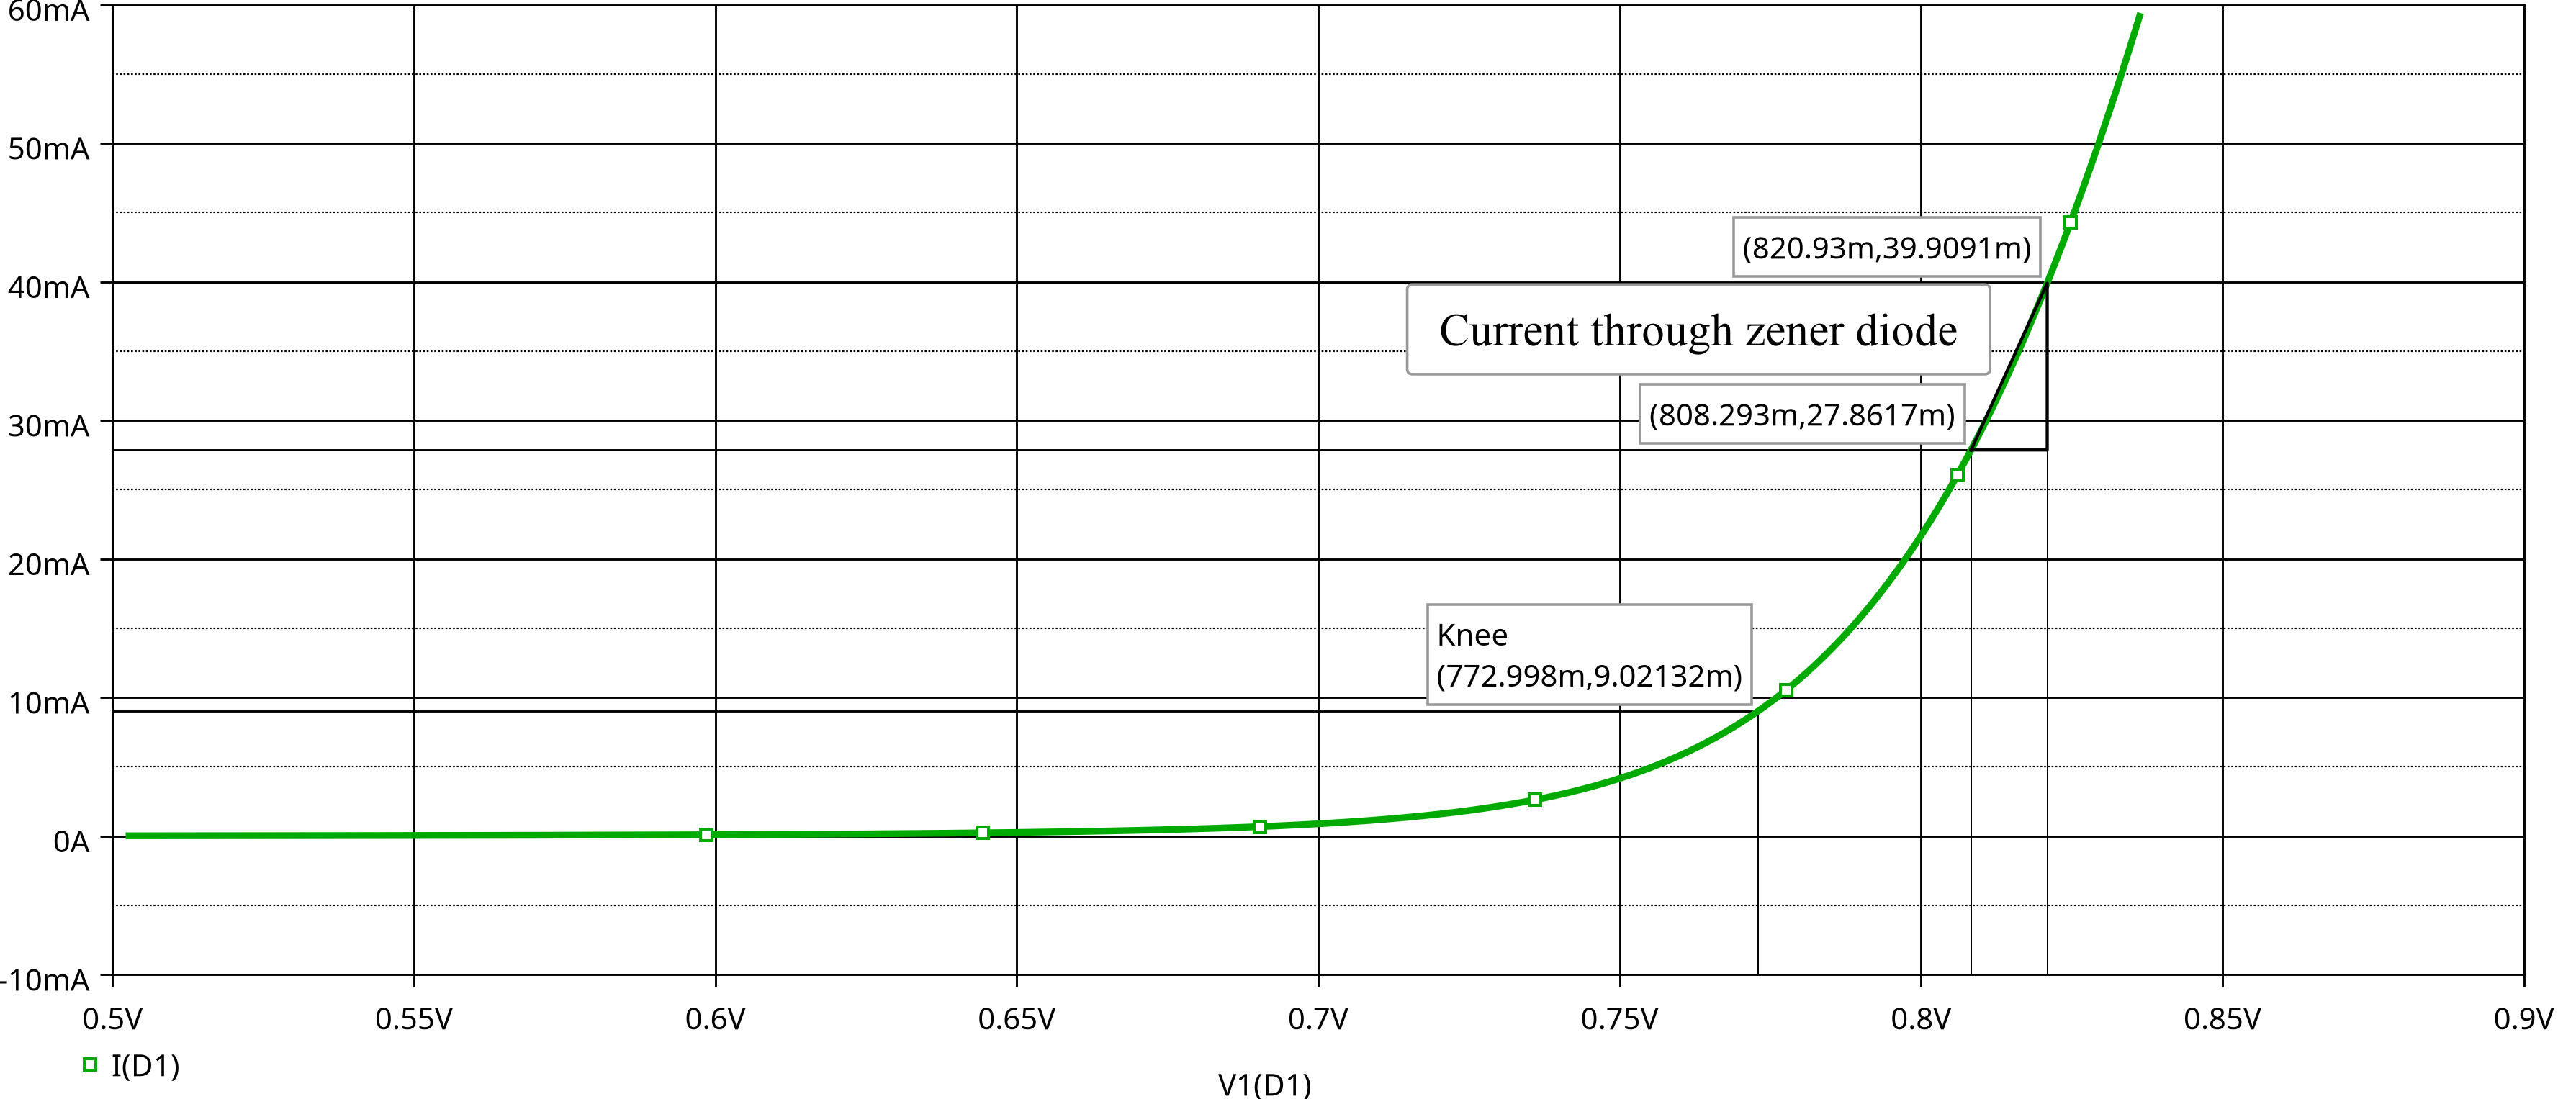 60mA
50mA
(820.93m,39.9091m)
40mA
Current through zener diode
(808.293m,27.8617m)
30mA
20mA
Knee
(772.998m,9.02132m)
10mA
0A
-10mA
0.5V 0.55V 0.6V 0.65V 0.7V 0.75V 0.8V 0.85V 0.9V
I(D1)
V1(D1)